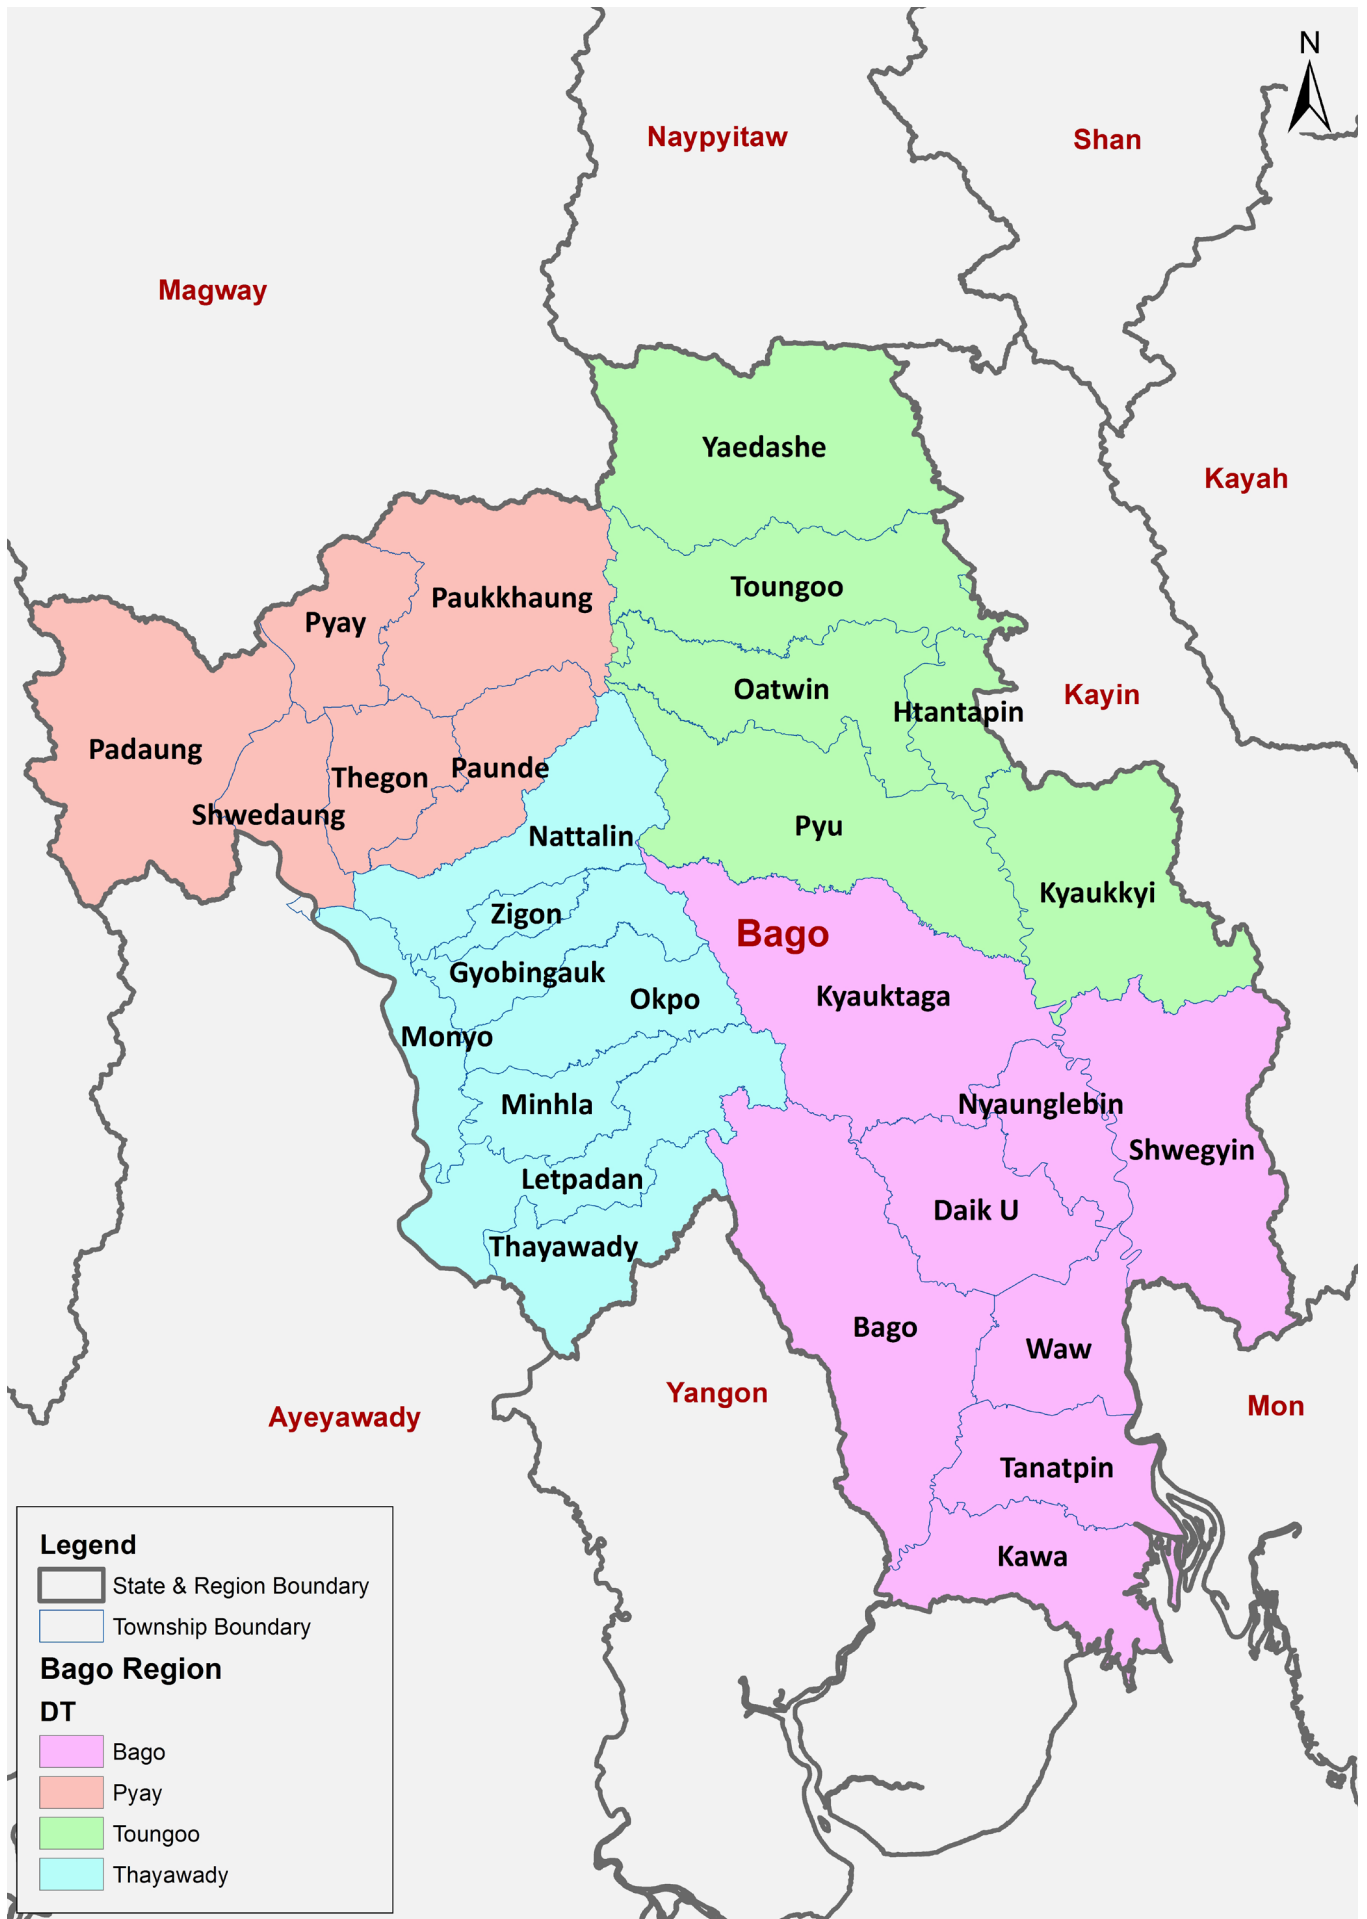 N
Naypyitaw
Shan
Magway
Yaedashe
Kayah
Toungoo
Paukkhaung
Pyay
Oatwin
Kayin
Htantapin
Padaung
Thegon
Paunde
Shwedaung
Nattalin
Pyu
Kyaukkyi
Zigon
Bago
Gyobingauk
Okpo
Kyauktaga
Monyo
Minhla
Nyaunglebin
Shwegyin
Letpadan
Daik U
Thayawady
Bago
Waw
Yangon
Mon
Ayeyawady
Tanatpin
Kawa
Legend
State & Region Boundary
Township Boundary
Bago Region
DT
Bago
Pyay
Toungoo
Thayawady